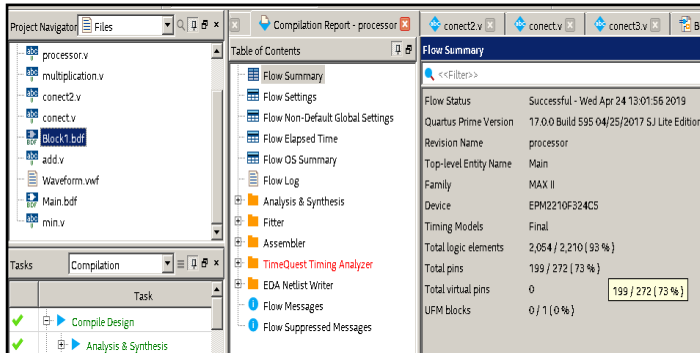 Project Navigator Files
processor.v
multiplication.v
conect2.v
conect.v
Block1.bdf
add.v
Waveform.vwf
Main.bdf
min.v
Tasks Compilation
Task
Compile Design
Analysis & Synthesis
Compilation Report - processor
conect2.v
conect.v
conect3.v
B
Table of Contents
Flow Summary
Flow Settings
Flow Non-Default Global Settings
Flow Elapsed Time
Flow OS Summary
Flow Log
Analysis & Synthesis
Fitter
Assembler
TimeQuest Timing Analyzer
EDA Netlist Writer
Flow Messages
Flow Suppressed Messages
Flow Summary
<<Filter>>
Flow Status Successful - Wed Apr 24 13:01:56 2019
Quartus Prime Version 17.0.0 Build 595 04/25/2017 SJ Lite Edition
Revision Name processor
Top-level Entity Name Main
Family MAX II
Device EPM2210F324C5
Timing Models Final
Total logic elements 2,054 / 2,210 ( 93 % )
Total pins 199 / 272 ( 73 % )
Total virtual pins 0
199 / 272 ( 73 % )
UFM blocks 0 / 1 ( 0 % )